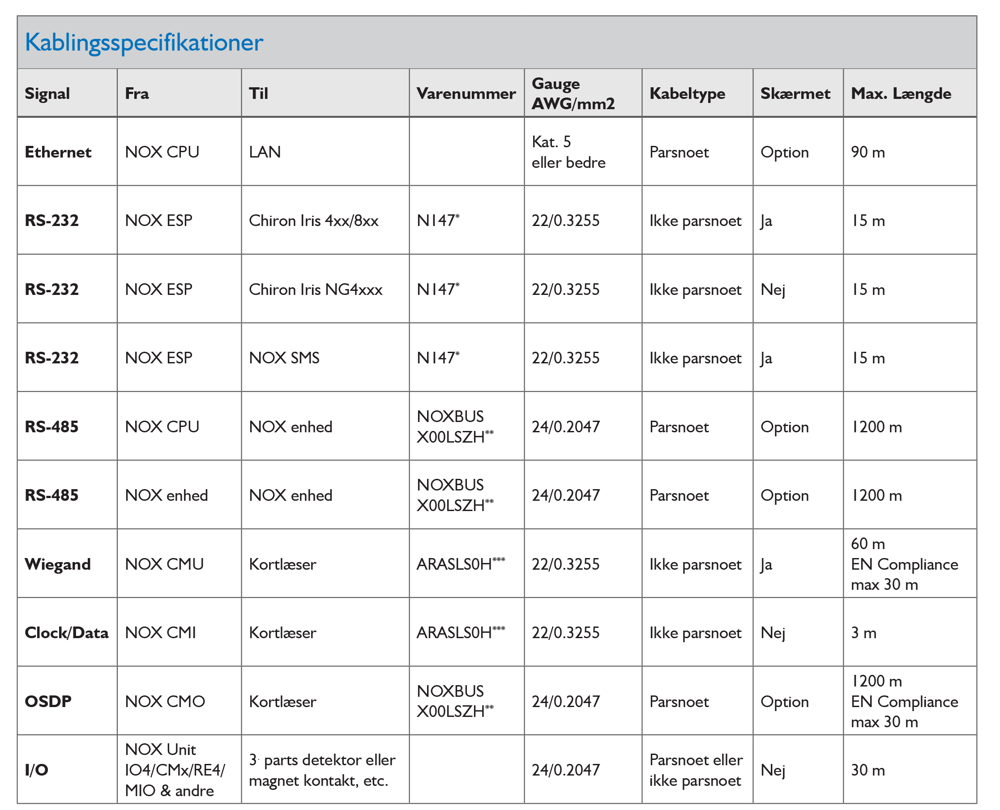 Kablingsspecifikationer
Signal
Fra
Til
Varenummer
Gauge
AWG/mm2
Kabeltype
Skærmet
Max. Længde
Ethernet
NOX CPU
LAN
Kat. 5
eller bedre
Parsnoet
Option
90 m
RS-232
NOX ESP
Chiron Iris 4xx/8xx
N147*
22/0.3255
Ikke parsnoet
Ja
15 m
RS-232
NOX ESP
Chiron Iris NG4xxx
N147*
22/0.3255
Ikke parsnoet
Nej
15 m
RS-232
NOX ESP
NOX SMS
N147*
22/0.3255
Ikke parsnoet
Ja
15 m
RS-485
NOX CPU
NOX enhed
NOXBUS
X00LSZH**
24/0.2047
Parsnoet
Option
1200 m
RS-485
NOX enhed
NOX enhed
NOXBUS
X00LSZH**
24/0.2047
Parsnoet
Option
1200 m
Wiegand
NOX CMU
Kortlæser
ARASLS0H***
22/0.3255
Ikke parsnoet
Ja
60 m
EN Compliance
max 30 m
Clock/Data
NOX CMI
Kortlæser
ARASLS0H***
22/0.3255
Ikke parsnoet
Nej
3 m
OSDP
NOX CMO
Kortlæser
NOXBUS
X00LSZH**
24/0.2047
Parsnoet
Option
1200 m
EN Compliance
max 30 m
I/O
NOX Unit
IO4/CMx/RE4/
MIO & andre
3. parts detektor eller
magnet kontakt, etc.
24/0.2047
Parsnoet eller
ikke parsnoet
Nej
30 m